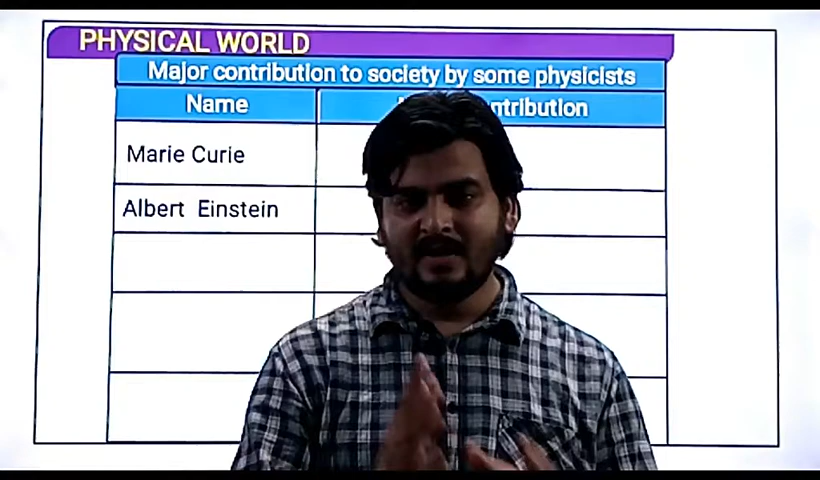 PHYSICAL WORLD
Major contribution to society by some physicists
Name
Marie Curie
Albert Einstein